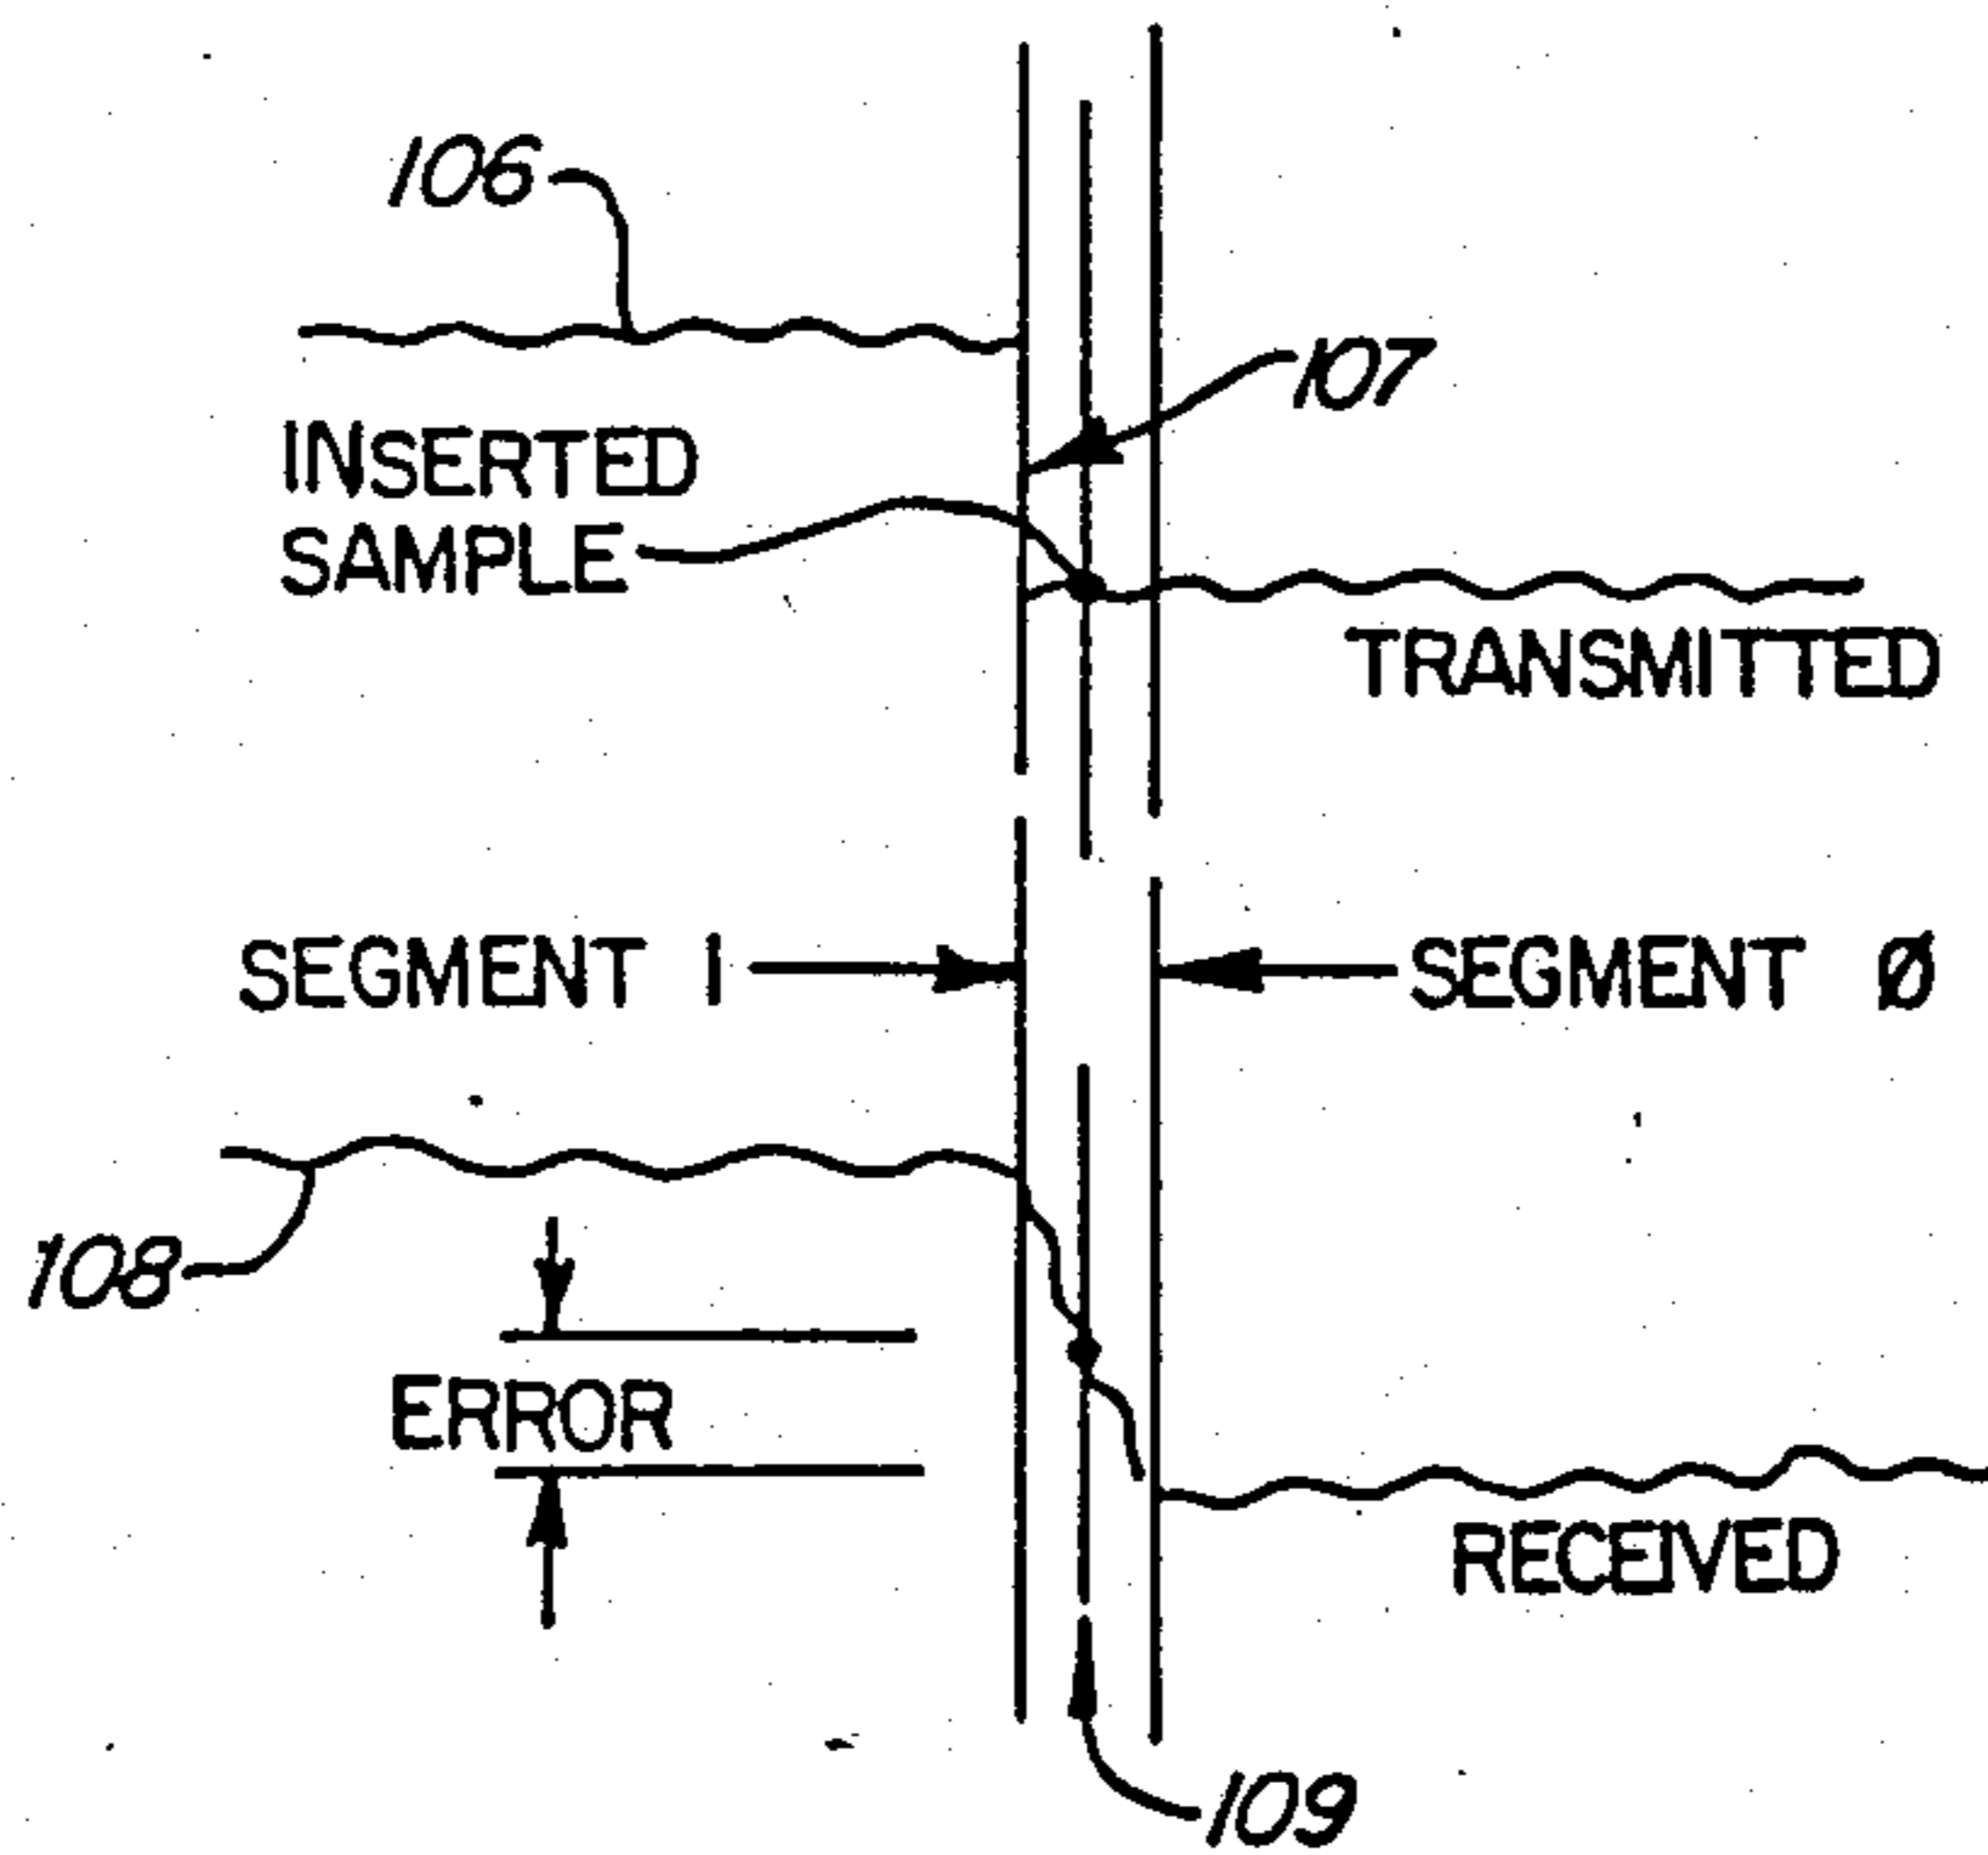 106
107
INSERTED
SAMPLE
TRANSMITTED
SEGMENT 1
SEGMENT Ø
108
ERROR
RECEIVED
109